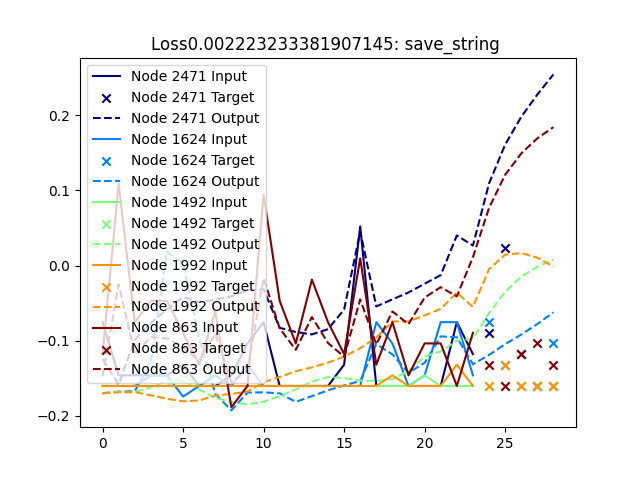 Loss0.002223233381907145: save_string
Node 2471 Input
Node 2471 Target
Node 2471 Output
Node 1624 Input
Node 1624 Target
Node 1624 Output
Node 1492 Input
Node 1492 Target
Node 1492 Output
Node 1992 Input
Node 1992 Target
Node 1992 Output
Node 863 Input
Node 863 Target
Node 863 Output
0.2
0.1
0.0
−0.1
−0.2
0 5 10 15 20 25